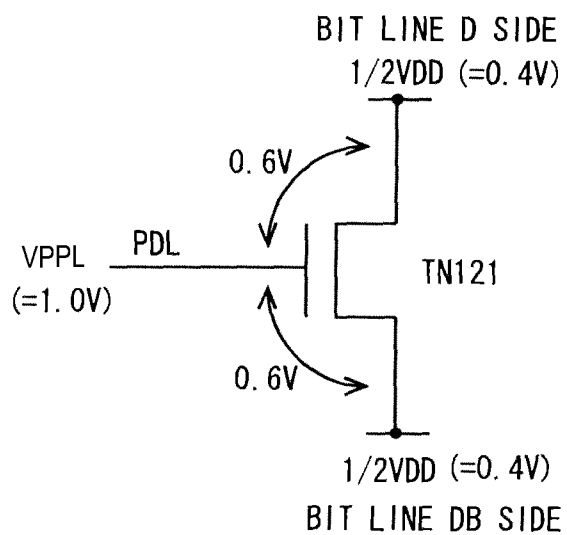 BIT LINE D SIDE
1/2VDD (=0.4V)
0.6V
PDL
VPPL
(=1.0V)
TN121
0.6V
1/2VDD (=0.4V)
BIT LINE DB SIDE